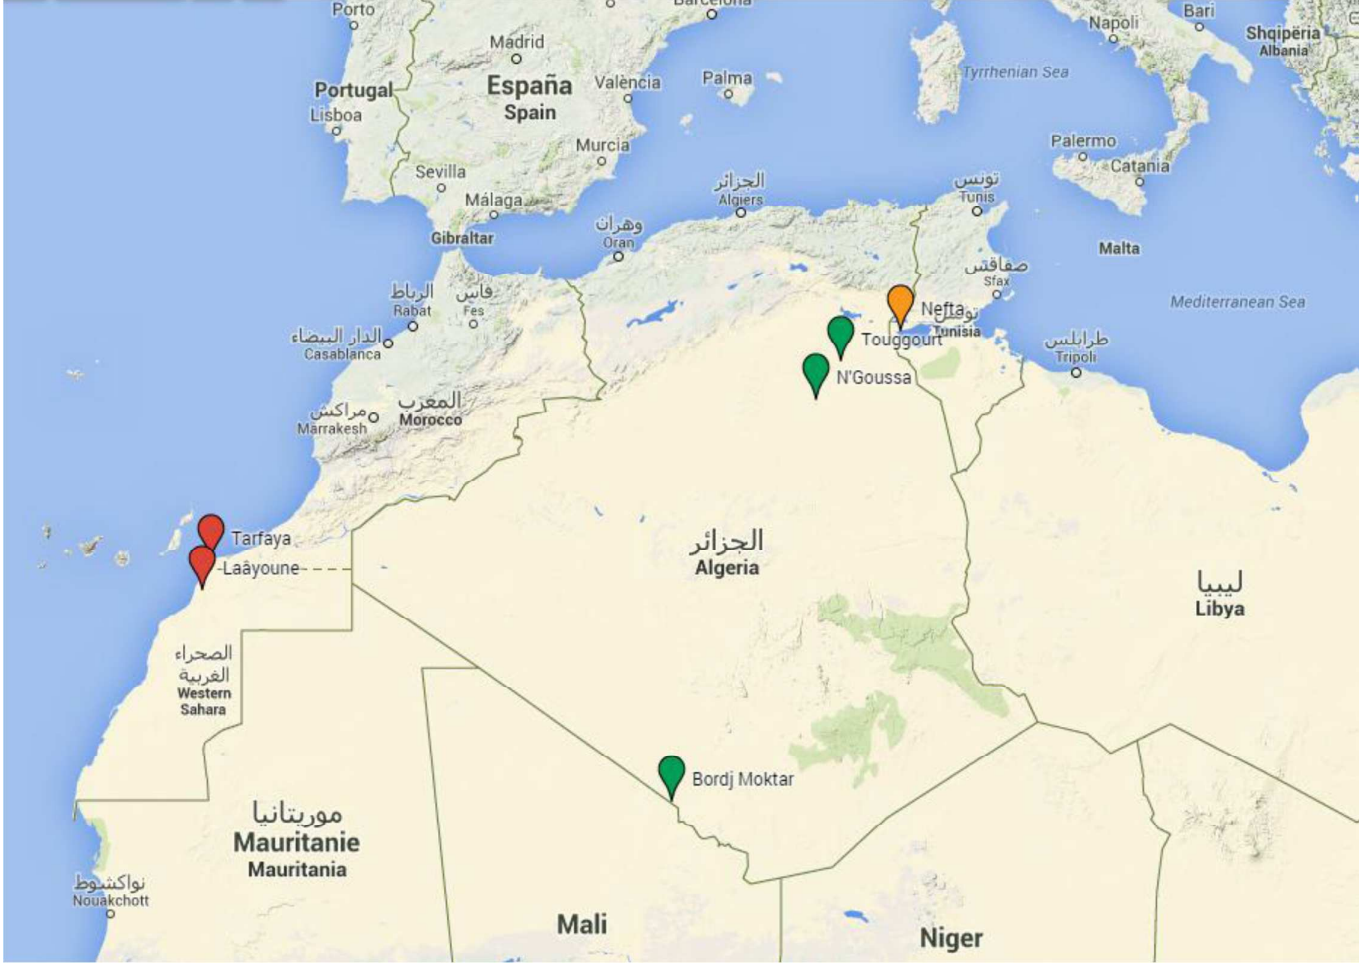 Porto
Barcelona
Napoli
Bari
Shqipëria
Albania
Madrid
España
Spain
València
Palma
Tyrrhenian Sea
Portugal
Lisboa
Murcia
Palermo
Catania
Sevilla
Málaga
الجزائر
Algiers
تونس
Tunis
Gibraltar
وهران
Oran
Malta
صفاقس
Sfax
الرباط
Rabat
فاس
Fes
Mediterranean Sea
Nefta
تونس
Tunisia
الدار البيضاء
Casablanca
Touggourt
طرابلس
Tripoli
N'Goussa
مراكش
Marrakesh
المغرب
Morocco
Tarfaya
Laâyoune
الجزائر
Algeria
ليبيا
Libya
الصحراء
الغربية
Western
Sahara
Bordj Moktar
موريتانيا
Mauritanie
Mauritania
نواكشوط
Nouakchott
Mali
Niger